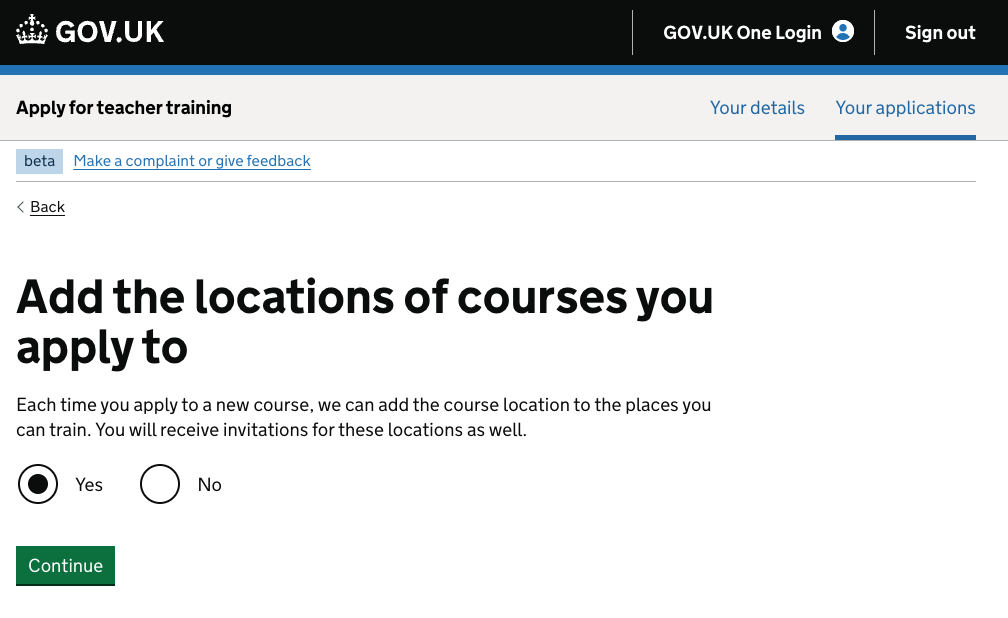 GOV.UK
GOV.UK One Login
Sign out
Apply for teacher training
Your details
Your applications
beta
Make a complaint or give feedback
Back
Add the locations of courses you
apply to
Each time you apply to a new course, we can add the course location to the places you
can train. You will receive invitations for these locations as well.
Yes
No
Continue